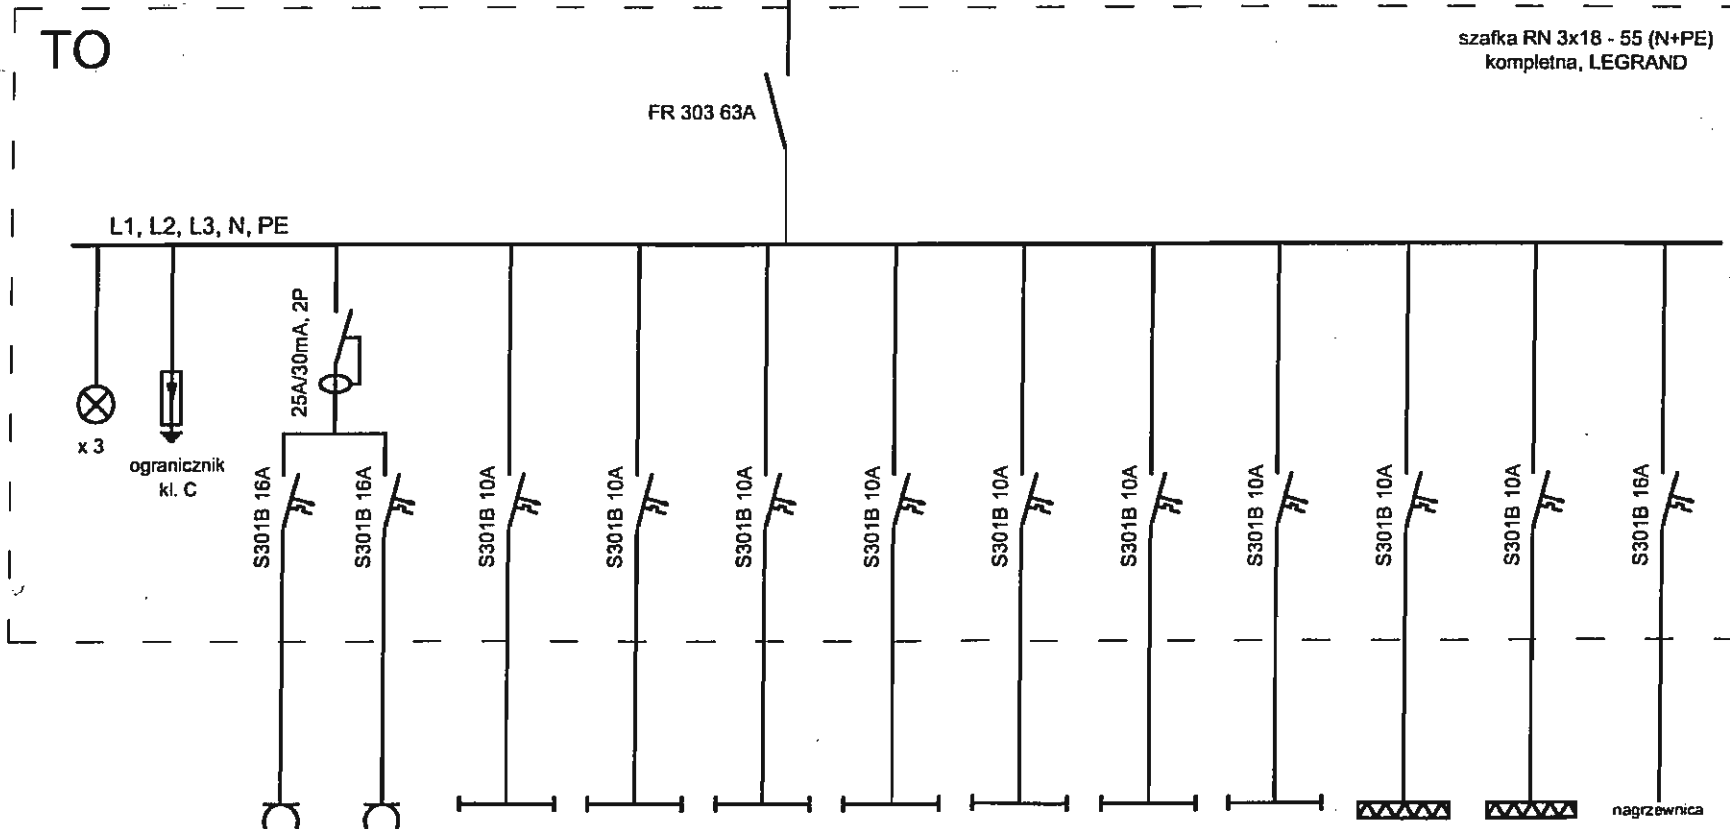 TO
szafka RN 3x18 - 55 (N+PE)
kompletna, LEGRAND
FR 303 63A
L1, L2, L3, N, PE
25A/30mA, 2P
x 3
ogranicznik
kl. C
S301B 16A
S301B 16A
S301B 10A
S301B 10A
S301B 10A
S301B 10A
S301B 10A
S301B 10A
S301B 10A
S301B 10A
S301B 10A
S301B 16A
nagrzewnica